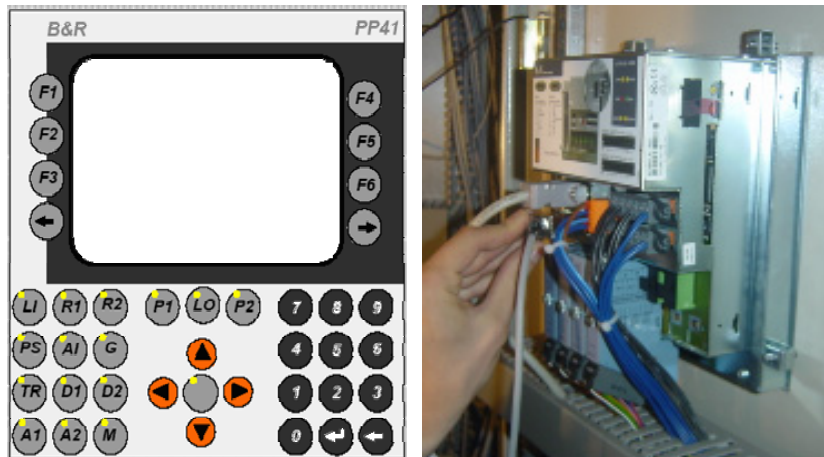 B&R PP41
F1 F4
F2 F5
F3 F6
LI R1 R2 P1 LO P2 7 8 9
PS AI G 4 5 6
TR D1 D2 1 2 3
A1 A2 M 0